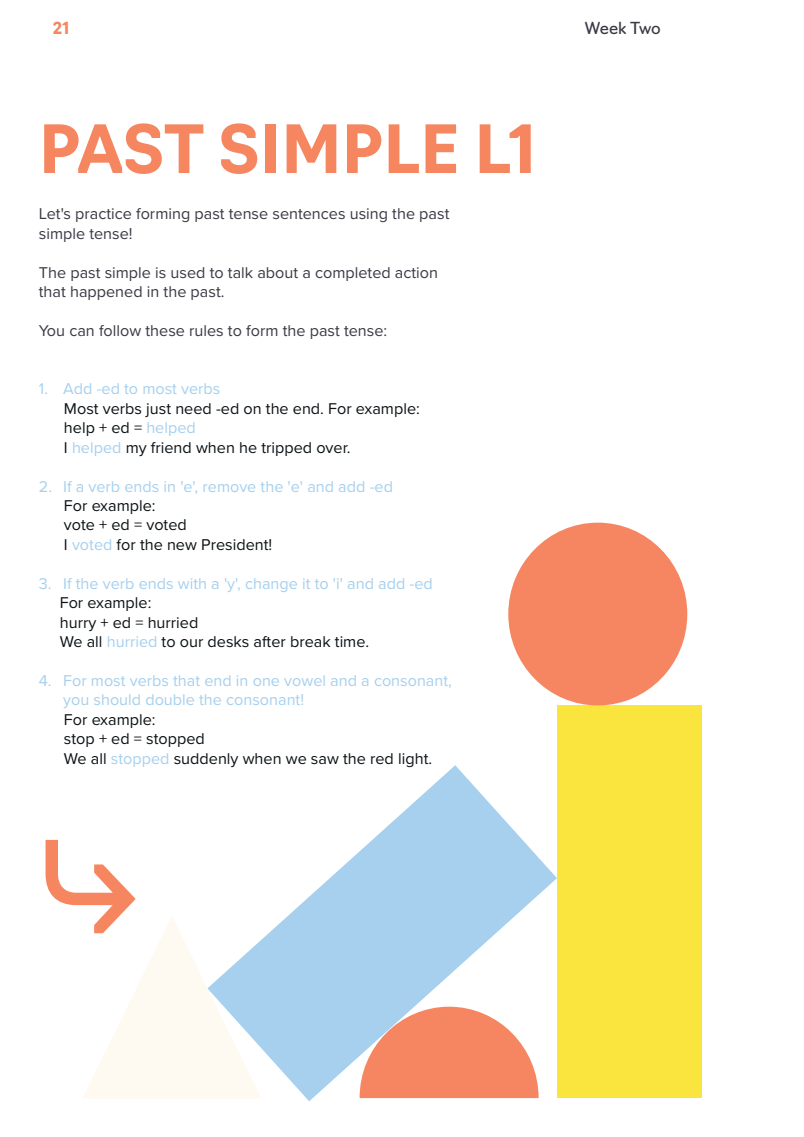 21
Week Two
PAST SIMPLE L1
Let's practice forming past tense sentences using the past
simple tense!
The past simple is used to talk about a completed action
that happened in the past.
You can follow these rules to form the past tense:
1. Add -ed to most verbs
Most verbs just need -ed on the end. For example:
help + ed = helped
I helped my friend when he tripped over.
2. If a verb ends in 'e', remove the 'e' and add -ed
For example:
vote + ed = voted
I voted for the new President!
3. If the verb ends with a 'y', change it to 'i' and add -ed
For example:
hurry + ed = hurried
We all hurried to our desks after break time.
4. For most verbs that end in one vowel and a consonant,
you should double the consonant!
For example:
stop + ed = stopped
We all stopped suddenly when we saw the red light.